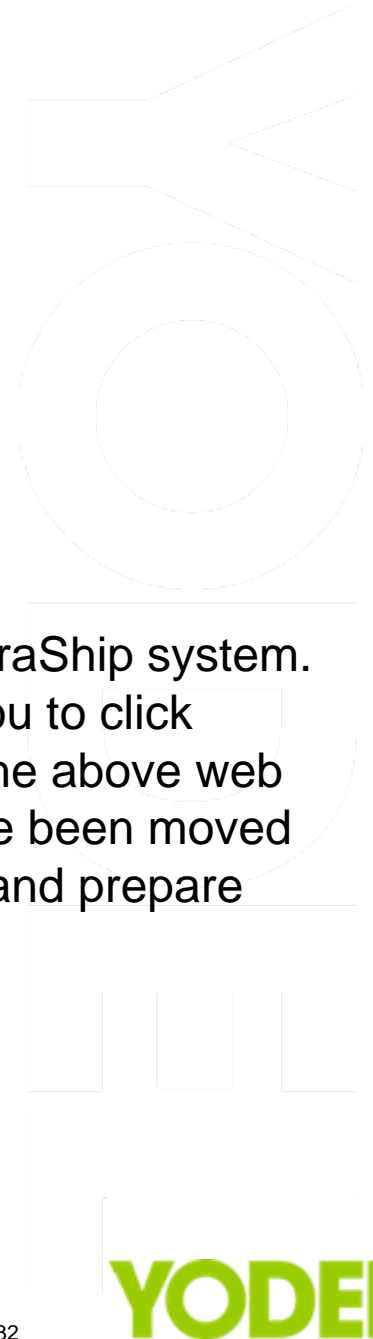 raShip system.
ou to click
he above web
e been moved
and prepare
32
YODE